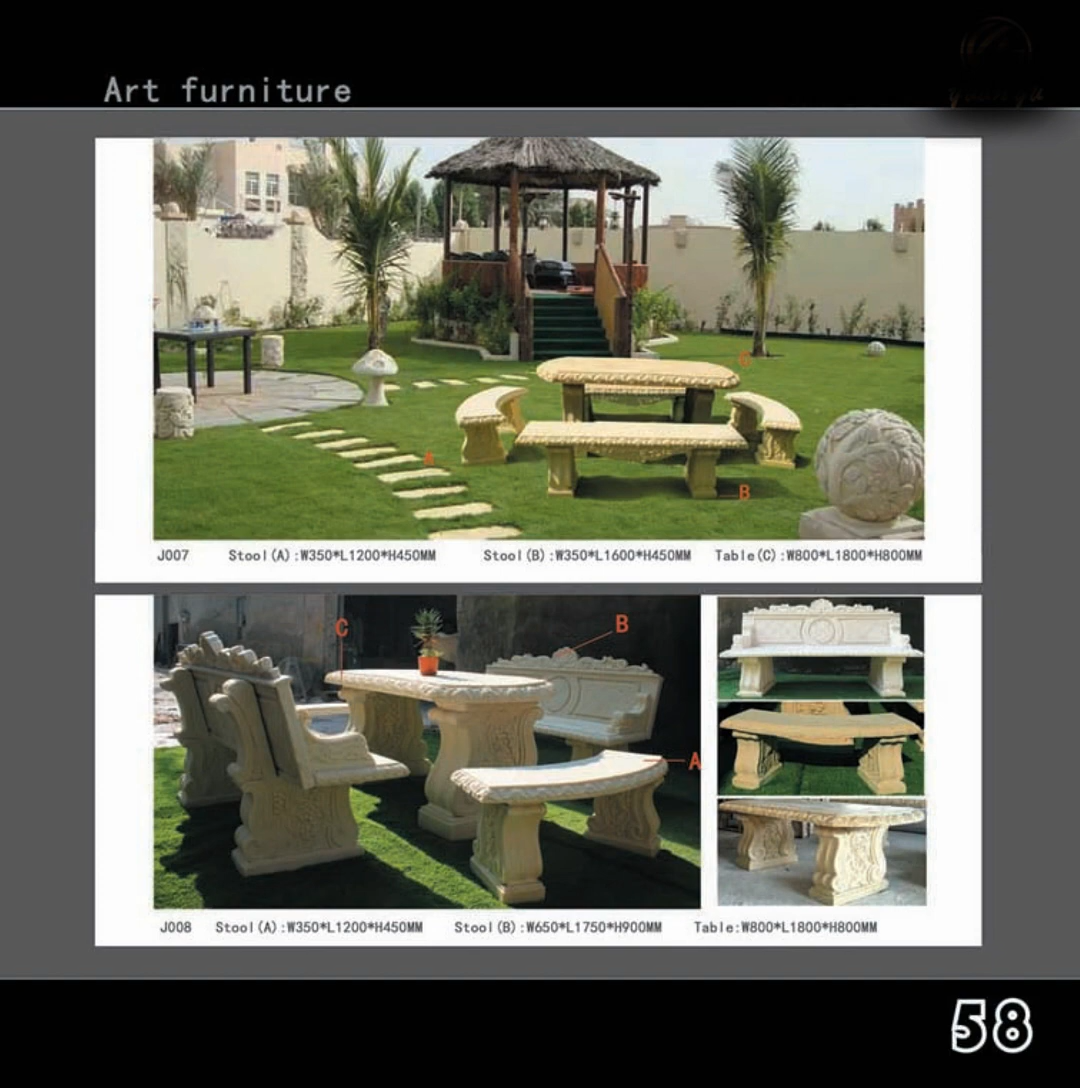 Art furniture
C
A
B
J007 Stool(A):W350*L1200*H450MM Stool(B):W350*L1600*H450MM Table(C):W800*L1800*H800MM
C
B
A
J008 Stool(A):W350*L1200*H450MM Stool(B):W650*L1750*H900MM Table:W800*L1800*H800MM
58